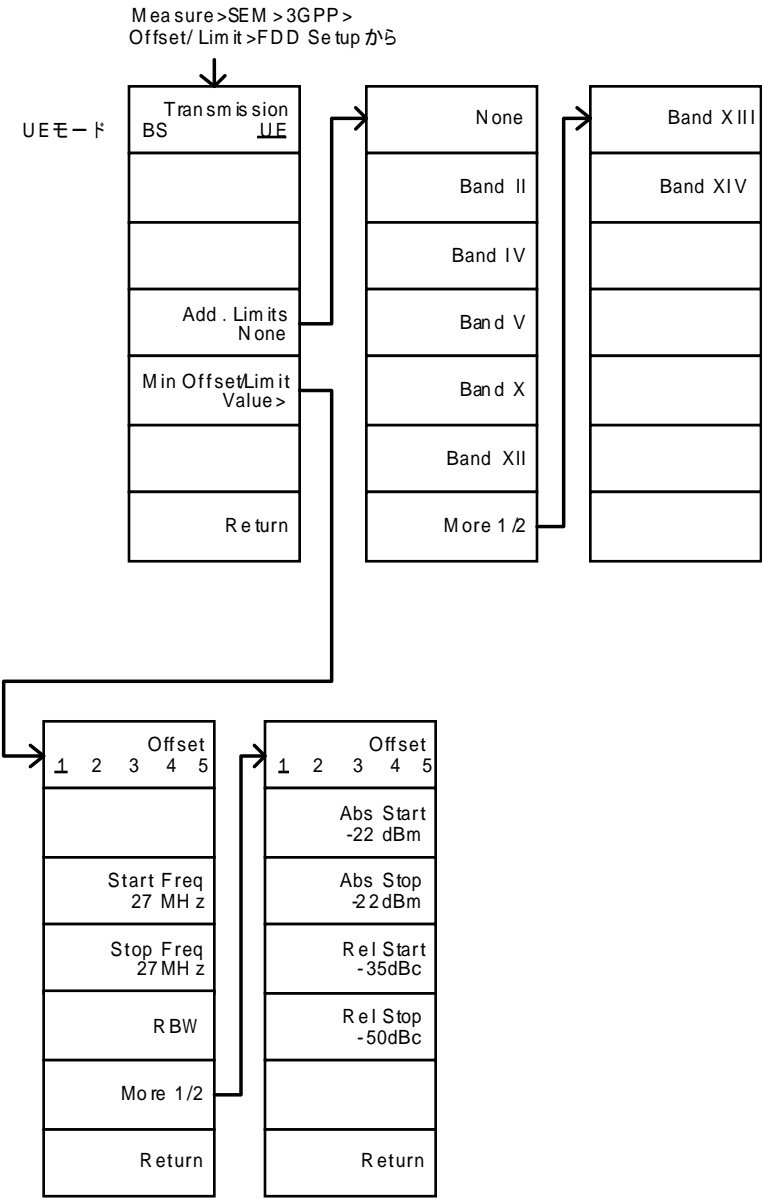 Measure>SEM>3GPP>
Offset/Limit>FDD Setupから
UEモード
Transmission
BS UE
Add. Limits
None
Min Offset/Limit
Value>
Return
None
Band II
Band IV
Band V
Band X
Band XII
More 1/2
Band XIII
Band XIV
Offset
1 2 3 4 5
Start Freq
27 MHz
Stop Freq
27MHz
RBW
More 1/2
Return
Offset
1 2 3 4 5
Abs Start
-22 dBm
Abs Stop
-22dBm
Rel Start
-35dBc
Rel Stop
-50dBc
Return